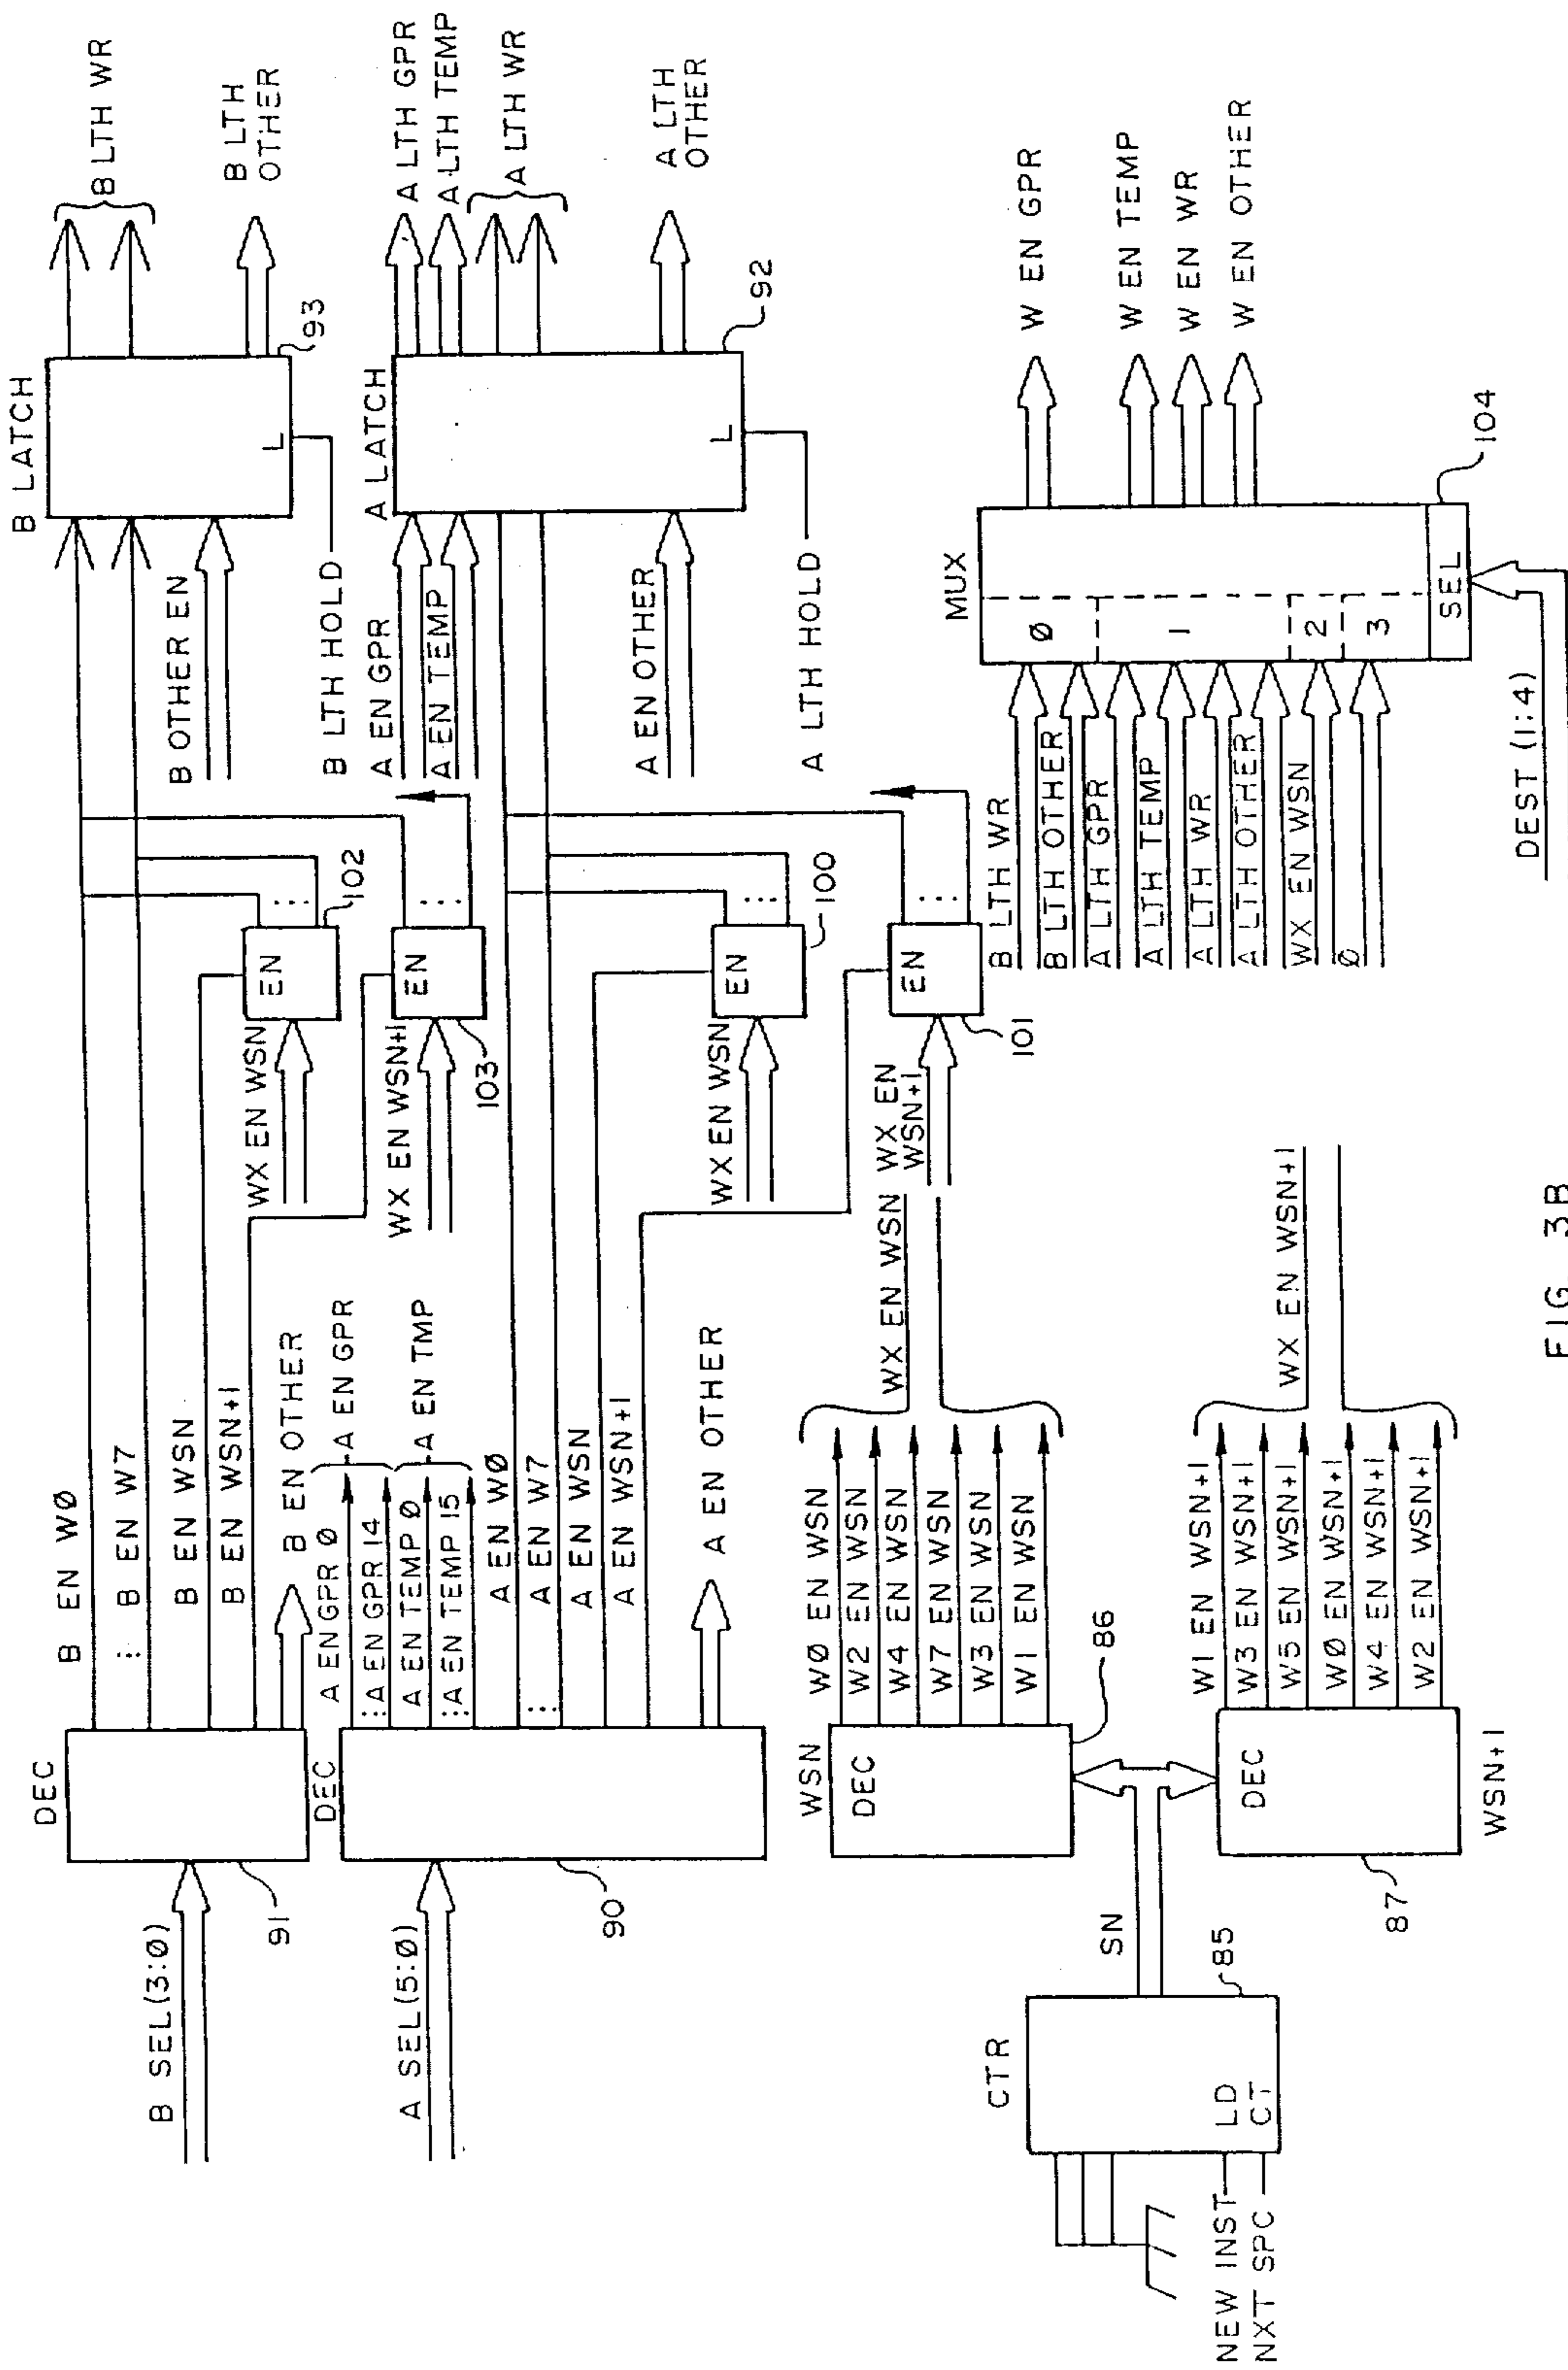 B LATCH
B LTH WR
B LTH
OTHER
93
L
B OTHER EN
B LTH HOLD
A LATCH
A LTH GPR
A LTH TEMP
A LTH WR
A LTH
OTHER
92
L
A EN GPR
A EN TEMP
A EN OTHER
A LTH HOLD
DEC
B SEL(3:Ø)
91
B EN WØ
⋮ B EN W7
B EN WSN
B EN WSN+1
B EN OTHER
WX EN WSN
EN
102
WX EN WSN+1
EN
103
DEC
A SEL(5:Ø)
90
A EN GPR Ø
⋮ A EN GPR 14
A EN GPR
A EN TEMP Ø
⋮ A EN TEMP 15
A EN TMP
A EN WØ
⋮
A EN W7
A EN WSN
A EN WSN+1
A EN OTHER
WX EN WSN
EN
100
WX EN
WSN+1
EN
101
WSN
DEC
86
WØ EN WSN
W2 EN WSN
W4 EN WSN
W7 EN WSN
W3 EN WSN
W1 EN WSN
WX EN WSN
DEC
87
WSN+1
W1 EN WSN+1
W3 EN WSN+1
W5 EN WSN+1
WØ EN WSN+1
W4 EN WSN+1
W2 EN WSN+1
WX EN WSN+1
CTR
85
SN
LD
CT
NEW INST
NXT SPC
MUX
B LTH WR
B LTH OTHER
A LTH GPR
A LTH TEMP
A LTH WR
A LTH OTHER
WX EN WSN
Ø
Ø
1
2
3
SEL
104
DEST (1:4)
W EN GPR
W EN TEMP
W EN WR
W EN OTHER
FIG. 3B